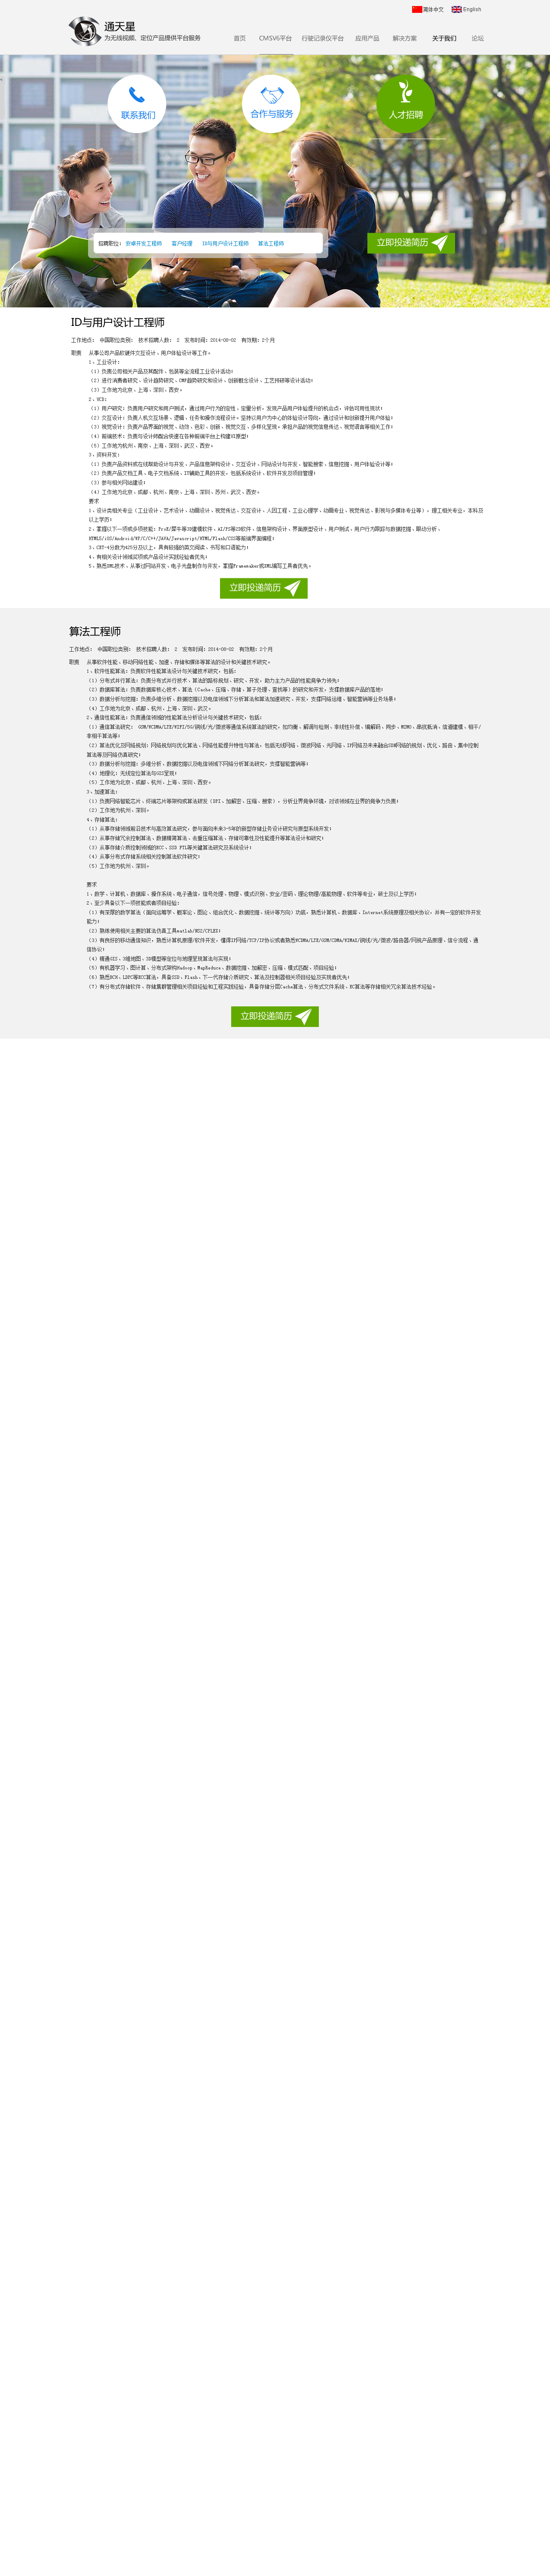 简体中文 English
通天星
为无线视频、定位产品提供平台服务
首页 CMSV6平台 行驶记录仪平台 应用产品 解决方案 关于我们 论坛
联系我们 合作与服务 人才招聘
招聘职位: 安卓开发工程师 客户经理 ID与用户设计工程师 算法工程师
立即投递简历
ID与用户设计工程师
工作地点: 中国职位类别: 技术招聘人数: 2 发布时间:2014-09-02 有效期:2个月
职责 从事公司产品软硬件交互设计、用户体验设计等工作。
1、工业设计:
(1) 负责公司相关产品及其配件、包装等全流程工业设计活动;
(2) 进行消费者研究、设计趋势研究、CMF趋势研究和设计、创新概念设计、工艺预研等设计活动;
(3) 工作地为北京、上海、深圳、西安。
2、UCD:
(1) 用户研究: 负责用户研究和用户测试, 通过用户行为的定性、定量分析, 发现产品用户体验提升的机会点, 评估可用性现状;
(2) 交互设计: 负责人机交互场景、逻辑、任务和操作流程设计, 坚持以用户为中心的体验设计导向, 通过设计和创新提升用户体验;
(3) 视觉设计: 负责产品界面的视觉、动效、色彩、创新、视觉交互、多样化呈现, 承担产品的视觉信息传达、视觉语言等相关工作;
(4) 前端技术: 负责与设计师配合快速在各种前端平台上构建UI原型;
(5) 工作地为杭州、南京、上海、深圳、武汉、西安。
3、资料开发:
(1) 负责产品资料或在线帮助设计与开发, 产品信息架构设计、交互设计、网站设计与开发、智能搜索、信息挖掘、用户体验设计等;
(2) 负责产品文档工具、电子文档系统、IT辅助工具的开发, 包括系统设计、软件开发及项目管理;
(3) 参与相关网站建设;
(4) 工作地为北京、成都、杭州、南京、上海、深圳、苏州、武汉、西安。
要求
1、设计类相关专业(工业设计、艺术设计、动画设计、视觉传达、交互设计、人因工程、工业心理学、动画专业、视觉传达、影视与多媒体专业等), 理工相关专业, 本科及
以上学历;
2、掌握以下一项或多项技能: ProE/犀牛等3D建模软件、AI/PS等2D软件、信息架构设计、界面原型设计、用户测试、用户行为跟踪与数据挖掘、驱动分析、
HTML5/iOS/Android/WP/C/C++/JAVA/Javascript/HTML/Flash/CSS等前端界面编程;
3、CET-4分数为425分及以上, 具有较强的英文阅读、书写和口语能力;
4、有相关设计领域奖项或产品设计实践经验者优先;
5、熟悉XML技术、从事过网站开发、电子光盘制作与开发, 掌握Framemaker或XML编写工具者优先。
立即投递简历
算法工程师
工作地点: 中国职位类别: 技术招聘人数: 2 发布时间:2014-09-02 有效期:2个月
职责 从事软件性能、移动网络性能、加速、存储和媒体等算法的设计和关键技术研究。
1、软件性能算法: 负责软件性能算法设计与关键技术研究, 包括:
(1) 分布式并行算法: 负责分布式并行技术、算法的路标规划、研究、开发, 助力主力产品的性能竞争力领先;
(2) 数据库算法: 负责数据库核心技术、算法(Cache、压缩、存储、算子处理、查找等)的研究和开发, 支撑数据库产品的落地;
(3) 数据分析与挖掘: 负责多维分析、数据挖掘以及电信领域下分析算法和算法加速研究、开发, 支撑网络运维、智能营销等业务场景;
(4) 工作地为北京、成都、杭州、上海、深圳、武汉。
2、通信性能算法: 负责通信领域的性能算法分析设计与关键技术研究, 包括:
(1) 通信算法研究: GSM/WCDMA/LTE/WIFI/5G/铜线/光/微波等通信系统算法的研究, 如均衡、解调与检测、非线性补偿、编解码、同步、MIMO、串扰抵消、信道建模、相干/
非相干算法等;
(2) 算法优化及网络规划: 网络规划与优化算法、网络性能提升特性与算法, 包括无线网络、微波网络、光网络、IP网络及未来融合SDN网络的规划、优化、路由、集中控制
算法等及网络仿真研究;
(3) 数据分析与挖掘: 多维分析、数据挖掘以及电信领域下网络分析算法研究, 支撑智能营销等;
(4) 地理化: 无线定位算法与GIS呈现;
(5) 工作地为北京、成都、杭州、上海、深圳、西安。
3、加速算法:
(1) 负责网络智能芯片、终端芯片等架构或算法研发(DPI、加解密、压缩、搜索), 分析业界竞争环境, 对该领域在业界的竞争力负责;
(2) 工作地为杭州、深圳。
4、存储算法:
(1) 从事存储领域前沿技术与高效算法研究, 参与面向未来3-5年的新型存储业务设计研究与原型系统开发;
(2) 从事存储冗余控制算法、数据精简算法、去重压缩算法、存储可靠性及性能提升等算法设计和研究;
(3) 从事存储介质控制领域的ECC、SSD FTL等关键算法研究及系统设计;
(4) 从事分布式存储系统相关控制算法软件研究;
(5) 工作地为杭州、深圳。
要求
1、数学、计算机、数据库、操作系统、电子通信, 信号处理、物理、模式识别、安全/密码、理论物理/高能物理、软件等专业, 硕士及以上学历;
2、至少具备以下一项技能或者项目经验:
(1) 有深厚的数学算法(面向运筹学、概率论、图论、组合优化、数据挖掘、统计等方向)功底, 熟悉计算机、数据库、Internet系统原理及相关协议, 并有一定的软件开发
能力;
(2) 熟练使用相关主要的算法仿真工具matlab/NS2/CPLEX;
(3) 有良好的移动通信知识, 熟悉计算机原理/软件开发, 懂得IP网络/TCP/IP协议或者熟悉WCDMA/LTE/GSM/CDMA/WIMAX/铜线/光/微波/路由器/网规产品原理、信令流程、通
信协议;
(4) 精通GIS、3维地图、3D模型等定位与地理呈现算法与实现;
(5) 有机器学习、图计算、分布式架构Hadoop、MapReduce、数据挖掘、加解密、压缩、模式匹配、项目经验;
(6) 熟悉BCH、LDPC等ECC算法, 具备SSD、Flash、下一代存储介质研究、算法及控制器相关项目经验及实现者优先;
(7) 有分布式存储软件、存储集群管理相关项目经验和工程实践经验, 具备存储分层Cache算法、分布式文件系统、EC算法等存储相关冗余算法技术经验。
立即投递简历